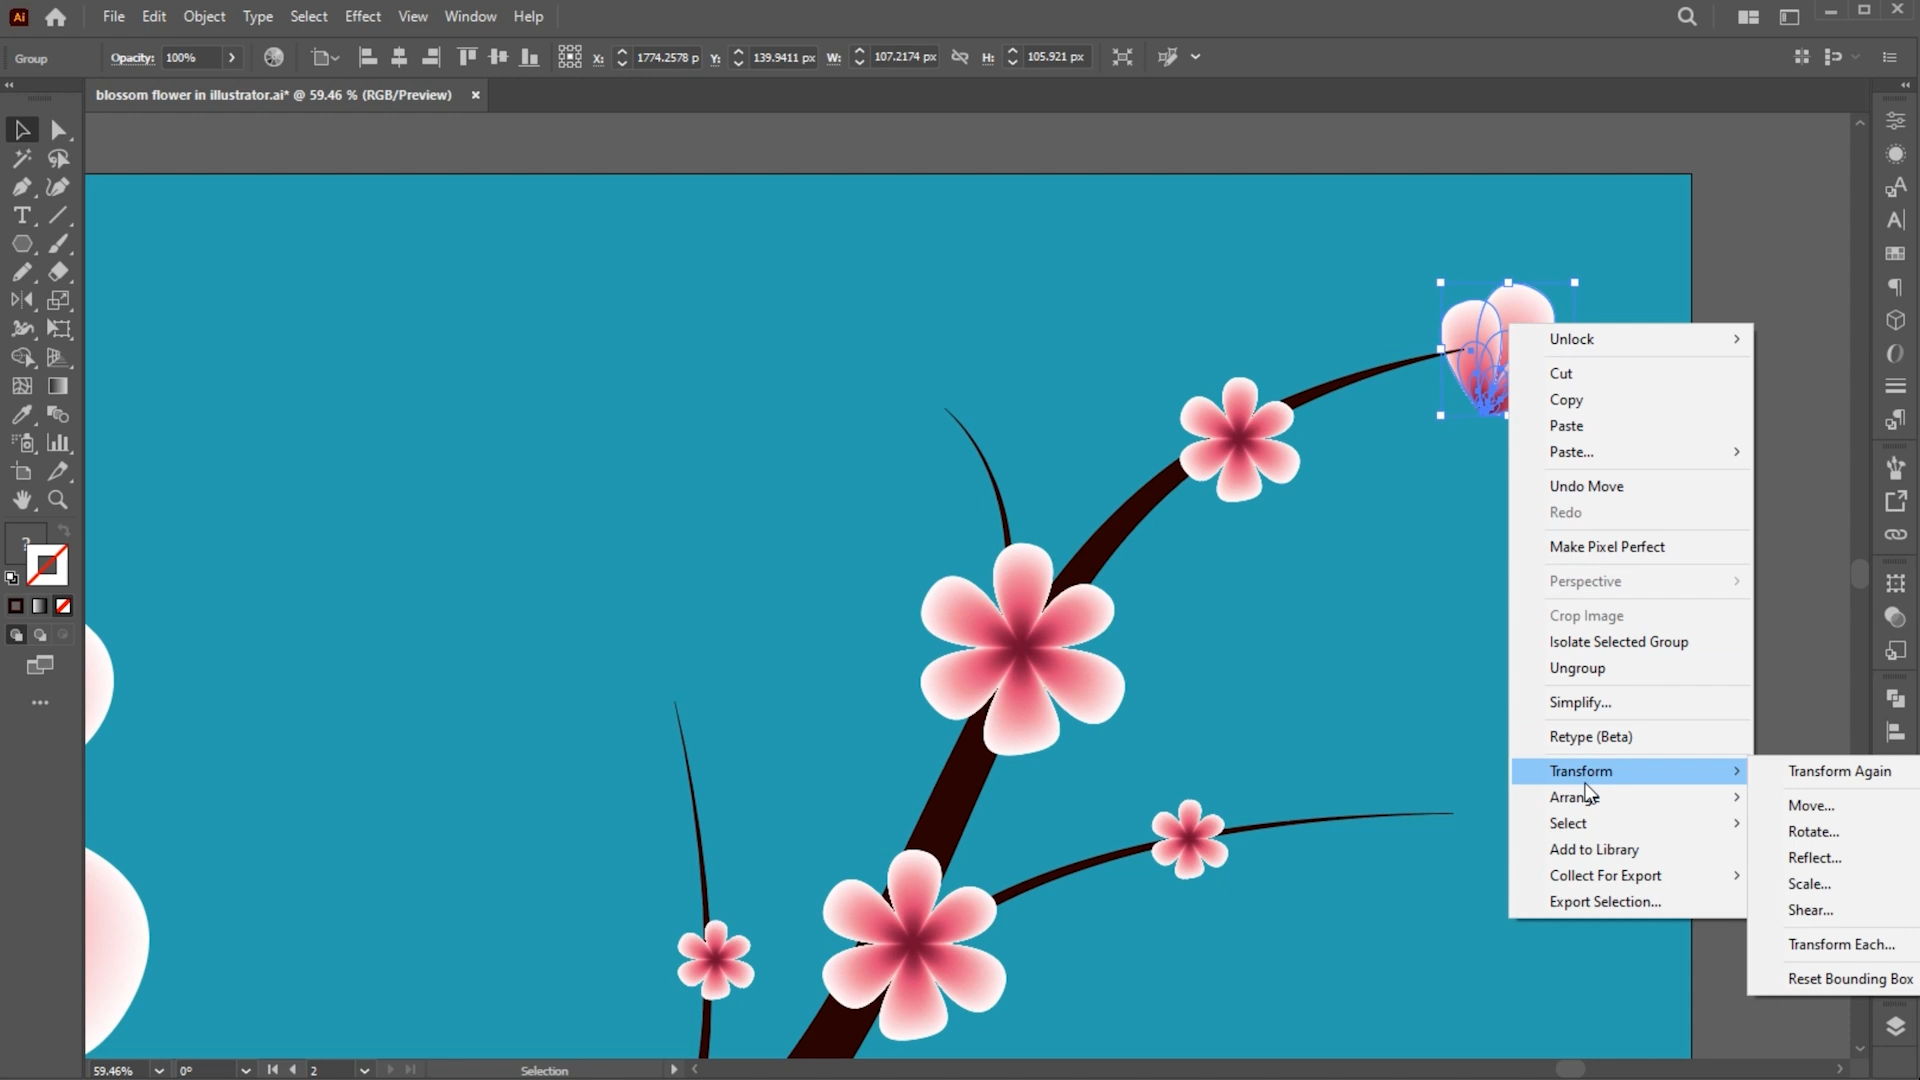 Ai File Edit Object Type Select Effect View Window Help
Group Opacity: 100% X: 1774.2578 p Y: 139.9411 px W: 107.2174 px H: 105.921 px
blossom flower in illustrator.ai* @ 59.46 % (RGB/Preview) ×
Unlock
Cut
Copy
Paste
Paste...
Undo Move
Redo
Make Pixel Perfect
Perspective
Crop Image
Isolate Selected Group
Ungroup
Simplify...
Retype (Beta)
Transform
Arrange
Select
Add to Library
Collect For Export
Export Selection...
Transform Again
Move...
Rotate...
Reflect...
Scale...
Shear...
Transform Each...
Reset Bounding Box
?
59.46% 0° 2 Selection